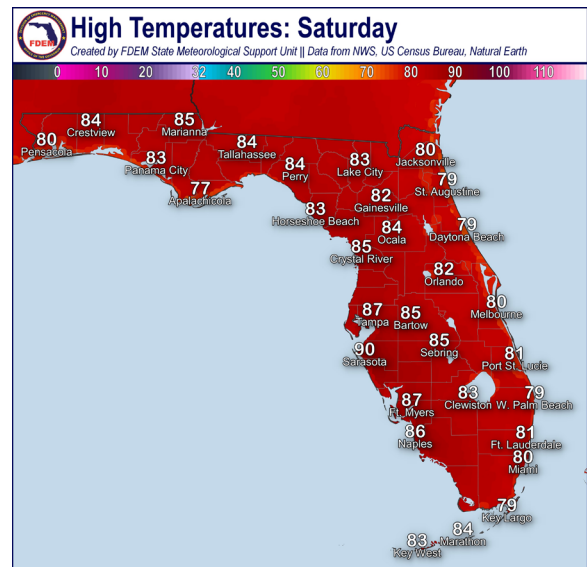 FDEM
High Temperatures: Saturday
Created by FDEM State Meteorological Support Unit || Data from NWS, US Census Bureau, Natural Earth
0 10 20 32 40 50 60 70 80 90 100 110
84
Crestview
85
Marianna
80
Pensacola
84
Tallahassee
80
Jacksonville
83
Panama City
84
Perry
83
Lake City
77
Apalachicola
79
St. Augustine
82
Gainesville
83
Horseshoe Beach
84
Ocala
79
Daytona Beach
85
Crystal River
82
Orlando
80
Melbourne
87
Tampa
85
Bartow
90
Sarasota
85
Sebring
81
Port St. Lucie
87
Ft. Myers
83
Clewiston
79
W. Palm Beach
86
Naples
81
Ft. Lauderdale
80
Miami
79
Key Largo
84
Marathon
83
Key West